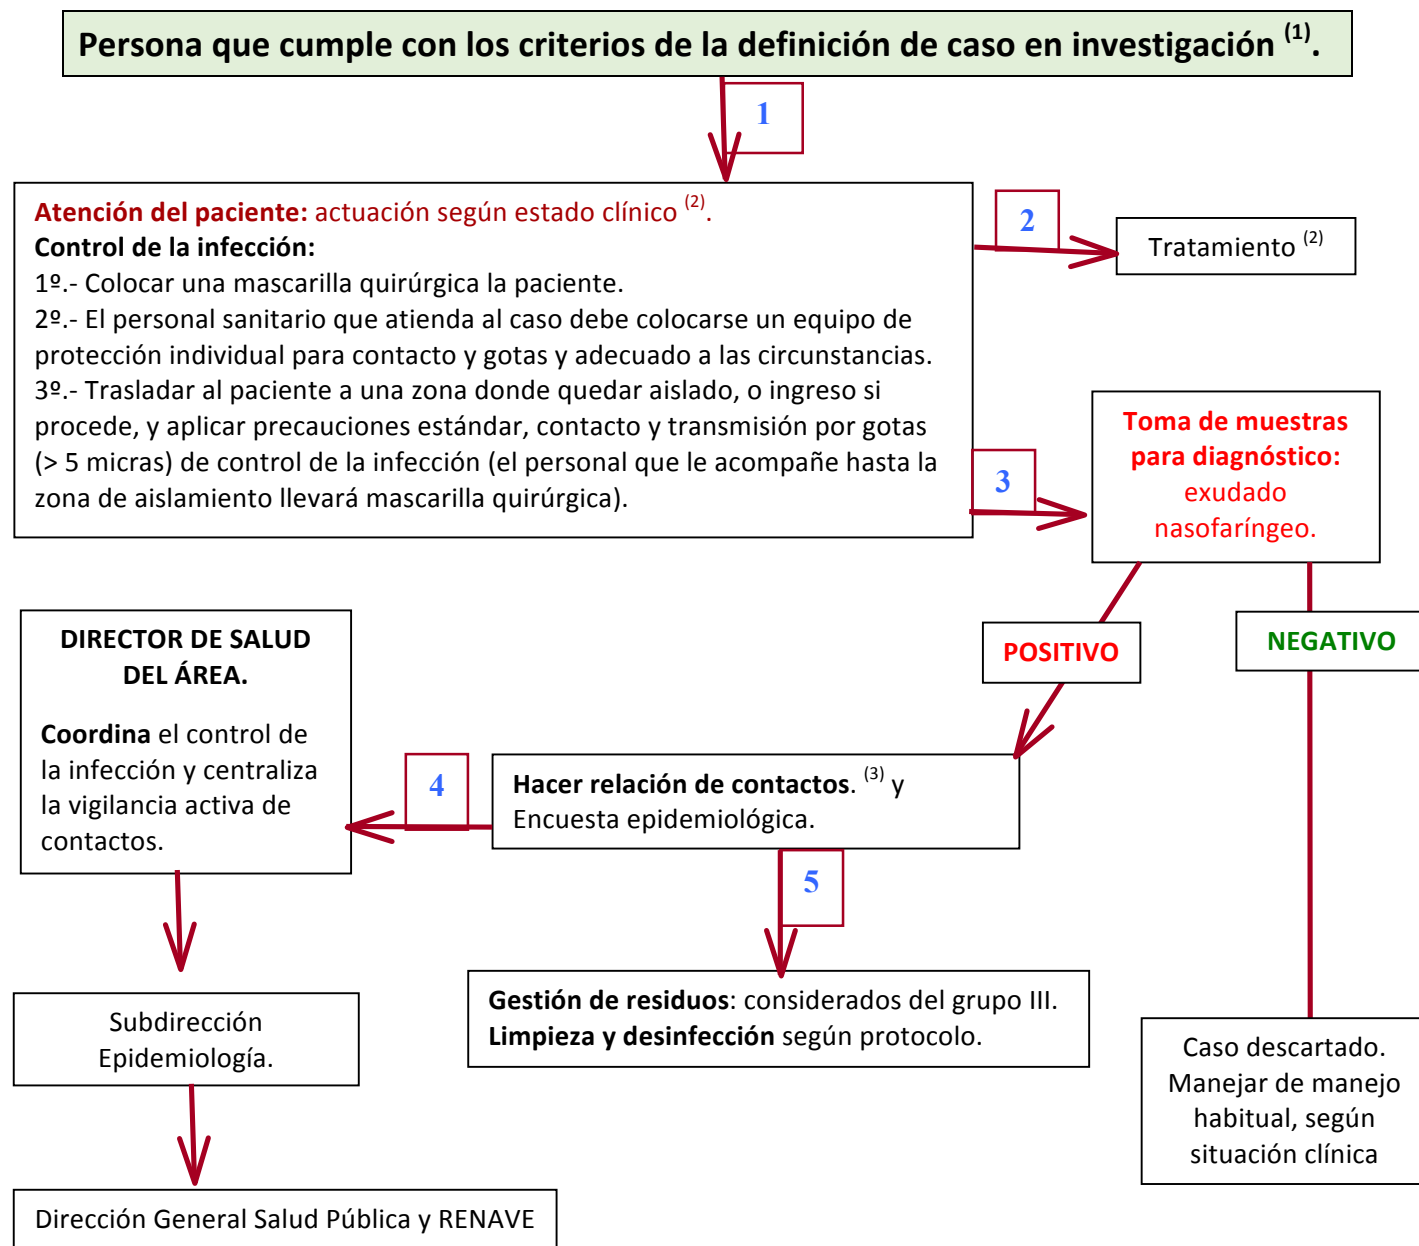 Persona que cumple con los criterios de la definición de caso en investigación (1).
1
Atención del paciente: actuación según estado clínico (2).
Control de la infección:
1º.- Colocar una mascarilla quirúrgica la paciente.
2º.- El personal sanitario que atienda al caso debe colocarse un equipo de
protección individual para contacto y gotas y adecuado a las circunstancias.
3º.- Trasladar al paciente a una zona donde quedar aislado, o ingreso si
procede, y aplicar precauciones estándar, contacto y transmisión por gotas
(> 5 micras) de control de la infección (el personal que le acompañe hasta la
zona de aislamiento llevará mascarilla quirúrgica).
2
Tratamiento (2)
3
Toma de muestras
para diagnóstico:
exudado
nasofaríngeo.
POSITIVO
NEGATIVO
Hacer relación de contactos. (3) y
Encuesta epidemiológica.
4
DIRECTOR DE SALUD
DEL ÁREA.
Coordina el control de
la infección y centraliza
la vigilancia activa de
contactos.
5
Gestión de residuos: considerados del grupo III.
Limpieza y desinfección según protocolo.
Subdirección
Epidemiología.
Dirección General Salud Pública y RENAVE
Caso descartado.
Manejar de manejo
habitual, según
situación clínica